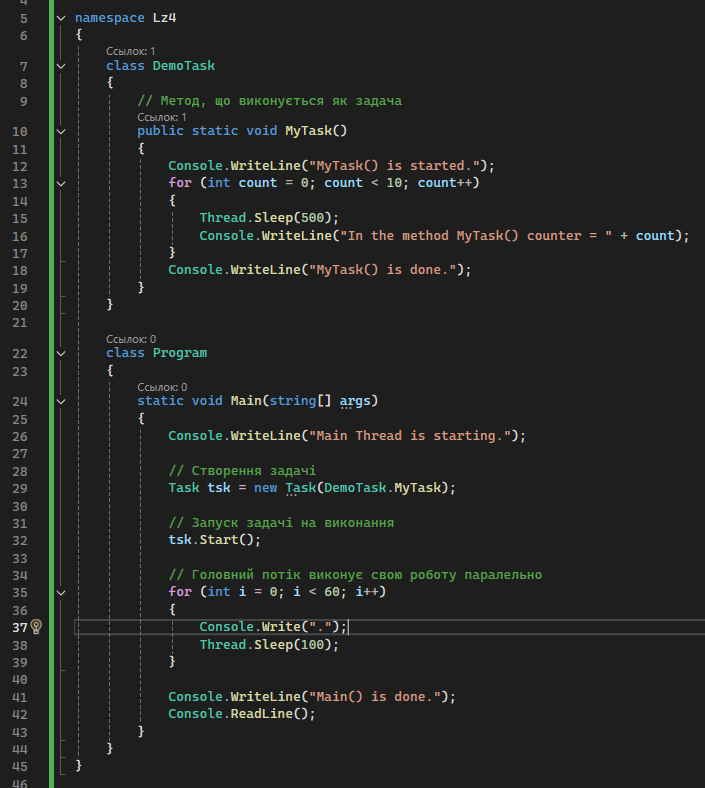 4
5 namespace Lz4
6 {
Ссылок: 1
7 class DemoTask
8 {
9 // Метод, що виконується як задача
Ссылок: 1
10 public static void MyTask()
11 {
12 Console.WriteLine("MyTask() is started.");
13 for (int count = 0; count < 10; count++)
14 {
15 Thread.Sleep(500);
16 Console.WriteLine("In the method MyTask() counter = " + count);
17 }
18 Console.WriteLine("MyTask() is done.");
19 }
20 }
21
Ссылок: 0
22 class Program
23 {
Ссылок: 0
24 static void Main(string[] args)
25 {
26 Console.WriteLine("Main Thread is starting.");
27
28 // Створення задачі
29 Task tsk = new Task(DemoTask.MyTask);
30
31 // Запуск задачі на виконання
32 tsk.Start();
33
34 // Головний потік виконує свою роботу паралельно
35 for (int i = 0; i < 60; i++)
36 {
37 Console.Write(".");
38 Thread.Sleep(100);
39 }
40
41 Console.WriteLine("Main() is done.");
42 Console.ReadLine();
43 }
44 }
45 }
46